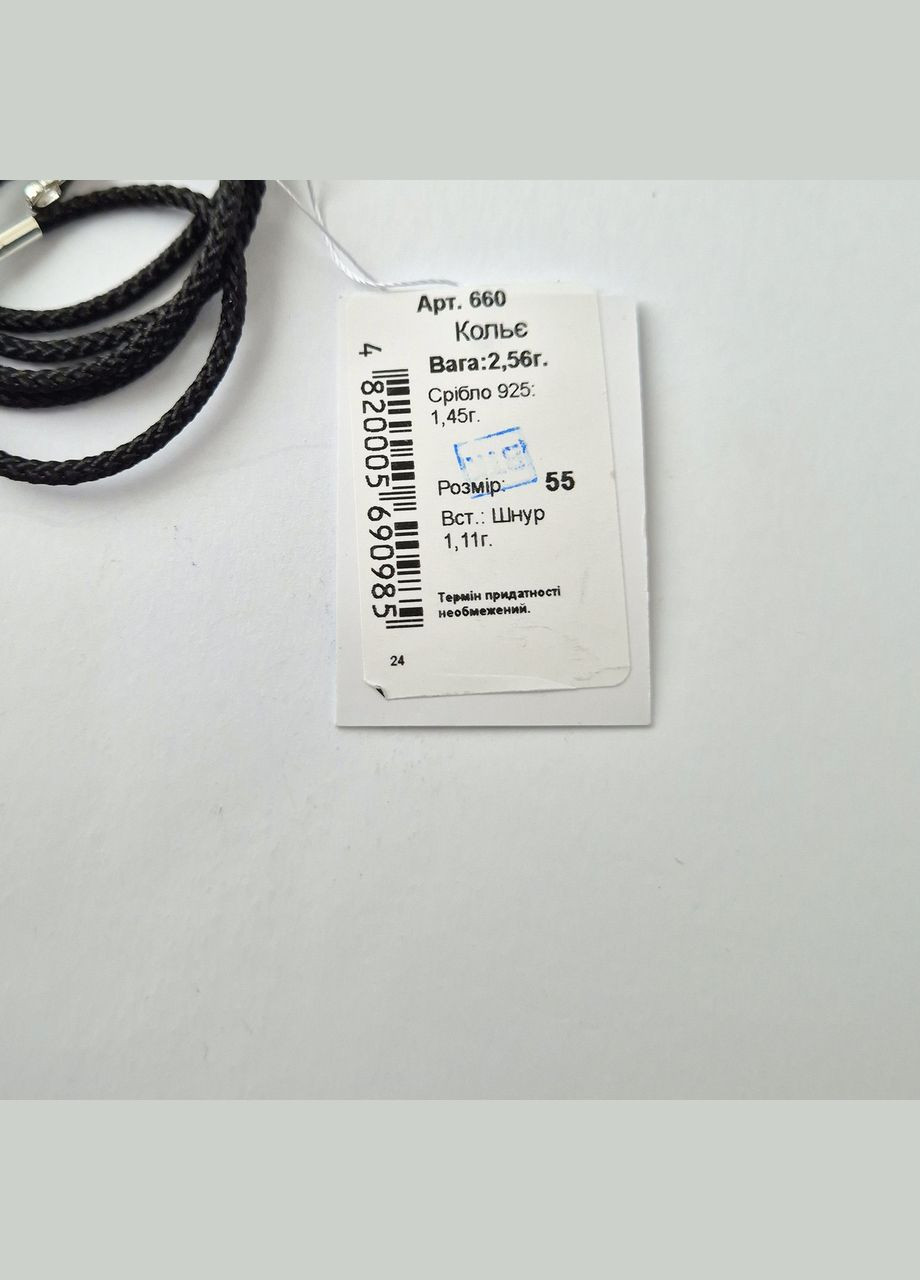 Арт. 660
Кольє
Вага:2,56г.
Срібло 925:
1,45г.
Розмір: 55
Вст.: Шнур
1,11г.
Термін придатності
необмежений.
4 820005 690985
24